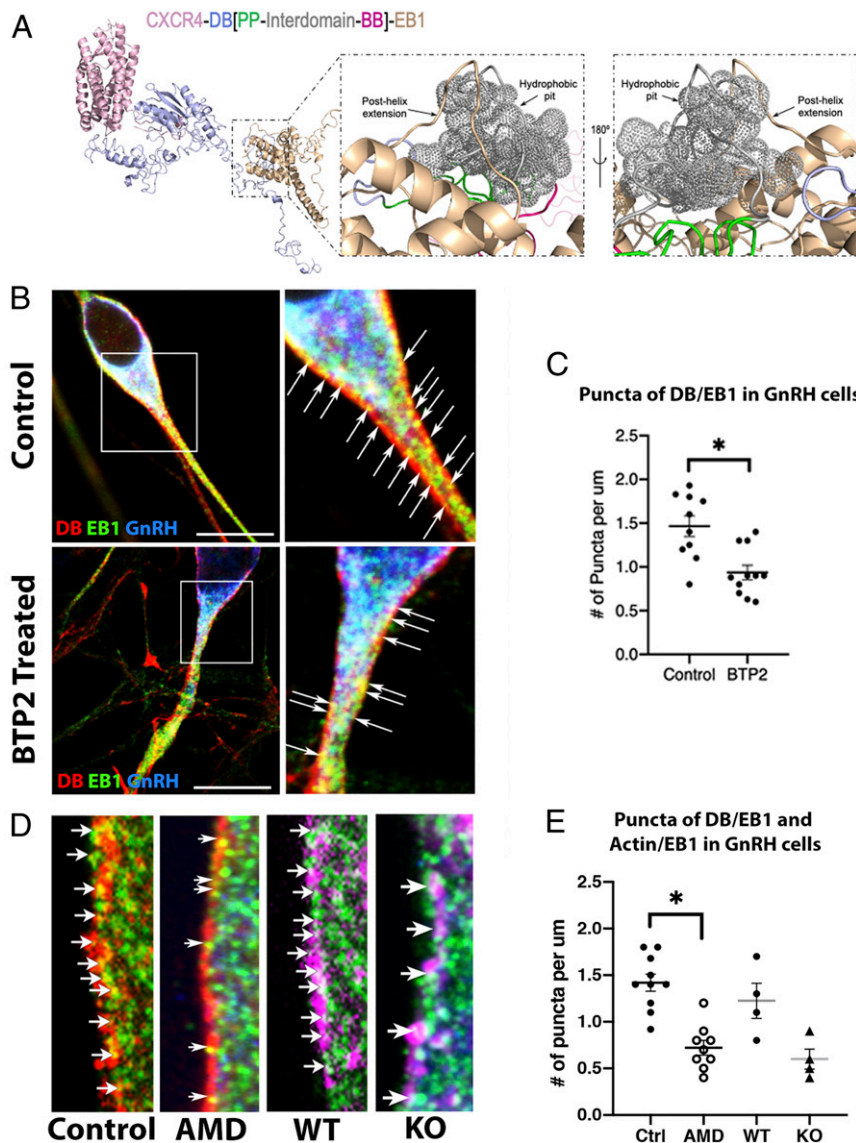 A
CXCR4-DB[PP-Interdomain-BB]-EB1
Post-helix
extension
Hydrophobic
pit
180°
Hydrophobic
pit
Post-helix
extension
B
Control
DB EB1 GnRH
BTP2 Treated
DB EB1 GnRH
C
Puncta of DB/EB1 in GnRH cells
*
# of Puncta per um
2.5
2.0
1.5
1.0
0.5
0.0
Control BTP2
D
Control AMD WT KO
E
Puncta of DB/EB1 and
Actin/EB1 in GnRH cells
*
# of puncta per um
2.5
2.0
1.5
1.0
0.5
0.0
Ctrl AMD WT KO